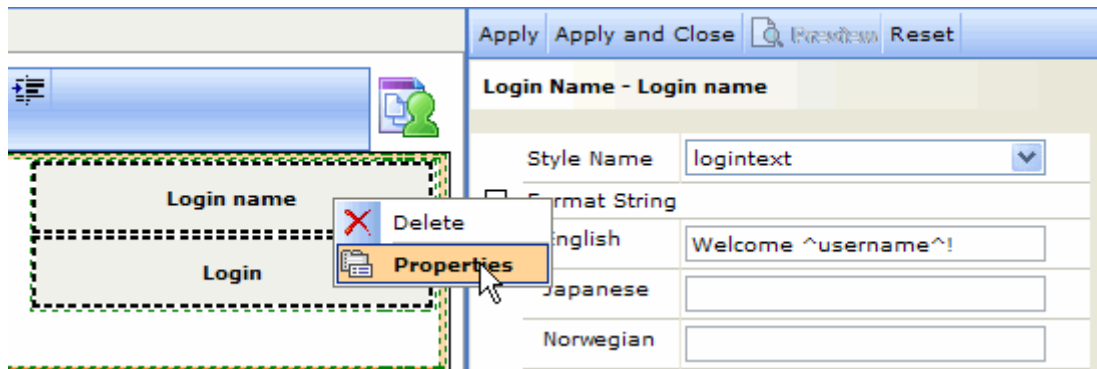 Apply Apply and Close Preview Reset
Login Name - Login name
Style Name logintext
Login name
Delete
Format String
English Welcome ^username^!
Login
Properties
Japanese
Norwegian